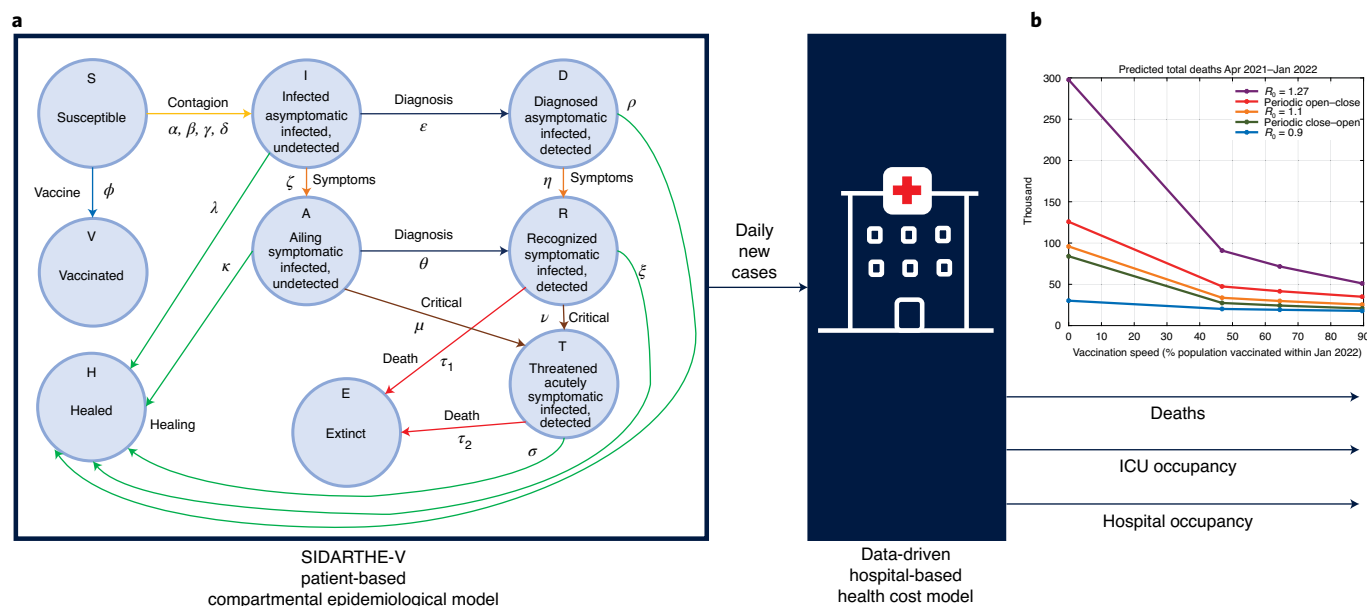 a
S
Susceptible
Contagion
α, β, γ, δ
I
Infected
asymptomatic
infected,
undetected
Diagnosis
ε
D
Diagnosed
asymptomatic
infected,
detected
ρ
Vaccine
ϕ
ζ
Symptoms
η
Symptoms
V
Vaccinated
λ
κ
A
Ailing
symptomatic
infected,
undetected
Diagnosis
θ
R
Recognized
symptomatic
infected,
detected
ξ
Critical
μ
ν
Critical
Death
τ1
T
Threatened
acutely
symptomatic
infected,
detected
H
Healed
Healing
E
Extinct
Death
τ2
σ
SIDARTHE-V
patient-based
compartmental epidemiological model
Daily
new
cases
Data-driven
hospital-based
health cost model
b
Predicted total deaths Apr 2021–Jan 2022
300
250
200
150
100
50
0
Thousand
R0 = 1.27
Periodic open–close
R0 = 1.1
Periodic close–open
R0 = 0.9
0 10 20 30 40 50 60 70 80 90
Vaccination speed (% population vaccinated within Jan 2022)
Deaths
ICU occupancy
Hospital occupancy